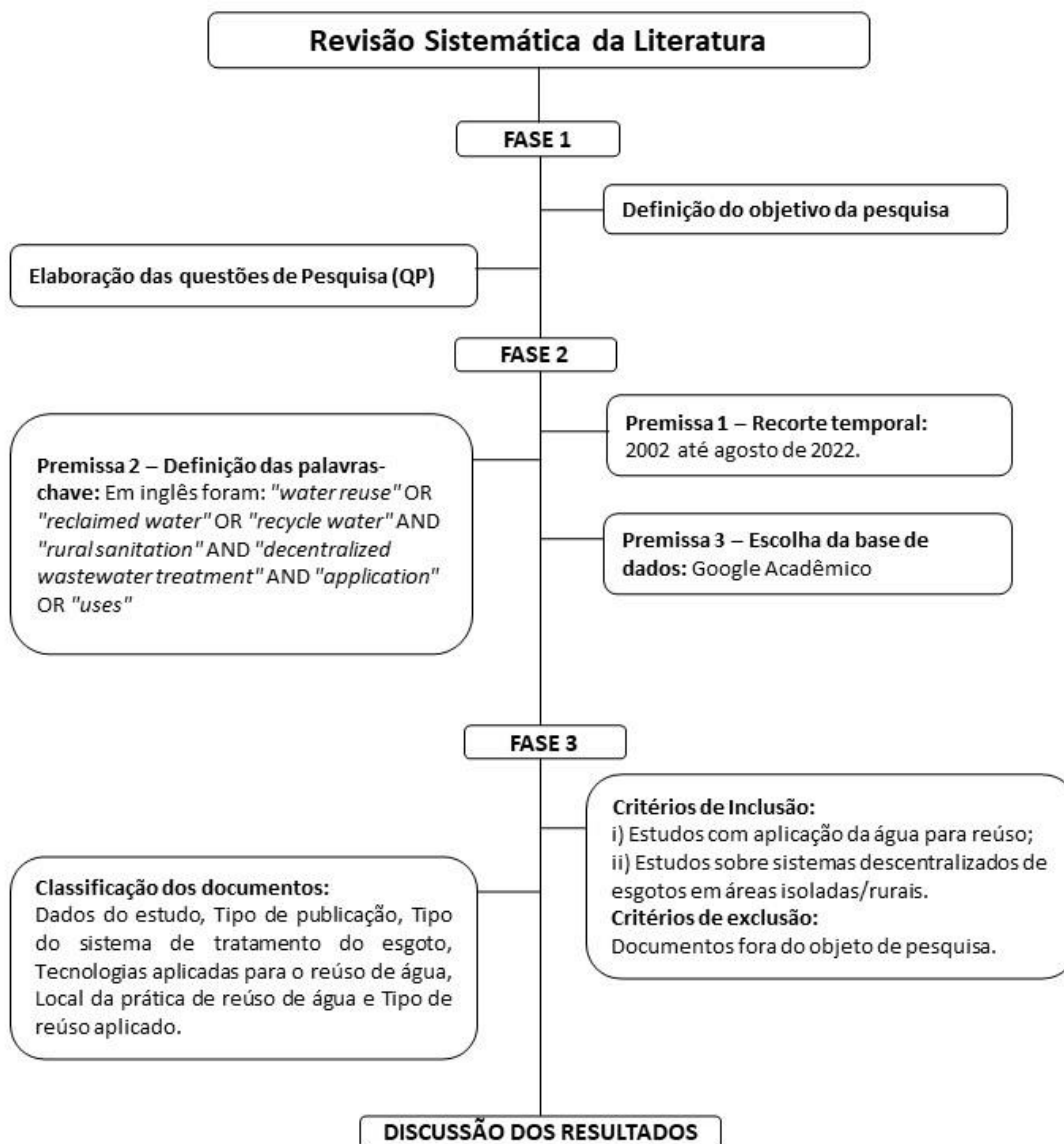 Revisão Sistemática da Literatura
FASE 1
Definição do objetivo da pesquisa
Elaboração das questões de Pesquisa (QP)
FASE 2
Premissa 1 – Recorte temporal:
2002 até agosto de 2022.
Premissa 2 – Definição das palavras-
chave: Em inglês foram: "water reuse" OR
"reclaimed water" OR "recycle water" AND
"rural sanitation" AND "decentralized
wastewater treatment" AND "application"
OR "uses"
Premissa 3 – Escolha da base de
dados: Google Acadêmico
FASE 3
Critérios de Inclusão:
i) Estudos com aplicação da água para reúso;
ii) Estudos sobre sistemas descentralizados de
esgotos em áreas isoladas/rurais.
Critérios de exclusão:
Documentos fora do objeto de pesquisa.
Classificação dos documentos:
Dados do estudo, Tipo de publicação, Tipo
do sistema de tratamento do esgoto,
Tecnologias aplicadas para o reúso de água,
Local da prática de reúso de água e Tipo de
reúso aplicado.
DISCUSSÃO DOS RESULTADOS